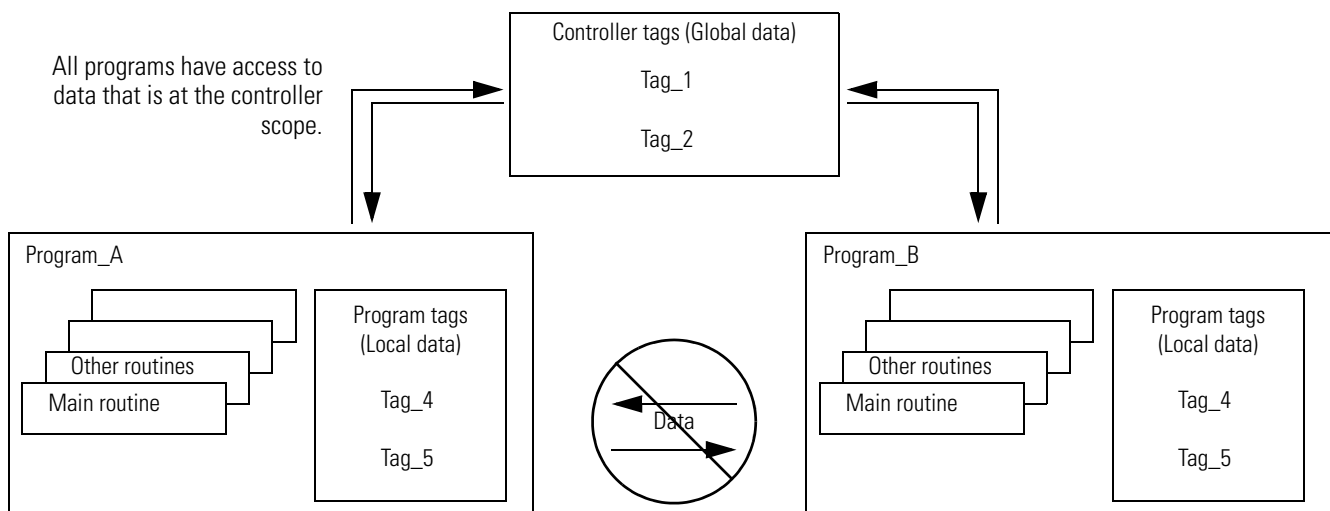 Controller tags (Global data)
Tag_1
Tag_2
All programs have access to
data that is at the controller
scope.
Program_A
Other routines
Main routine
Program tags
(Local data)
Tag_4
Tag_5
Data
Program_B
Other routines
Main routine
Program tags
(Local data)
Tag_4
Tag_5